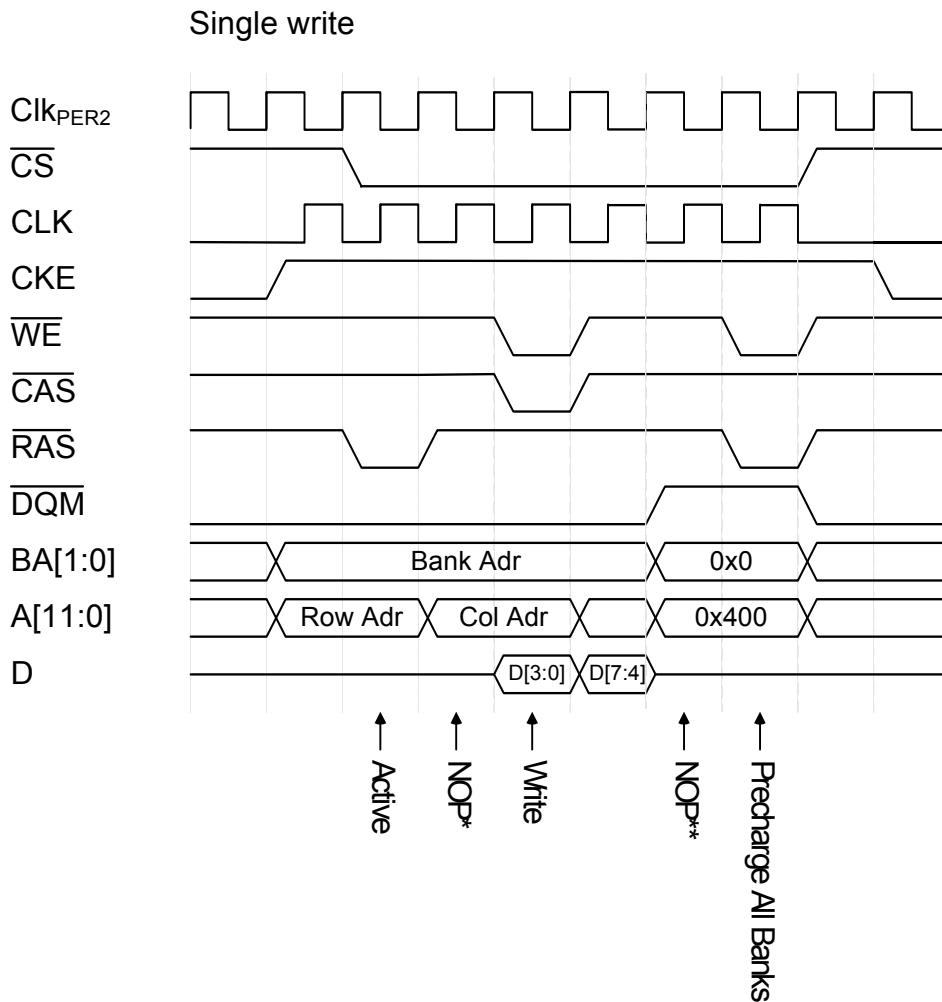 Single write
ClkPER2
CS
CLK
CKE
WE
CAS
RAS
DQM
BA[1:0] Bank Adr 0x0
A[11:0] Row Adr Col Adr 0x400
D D[3:0] D[7:4]
Active
NOP*
Write
NOP**
Precharge All Banks